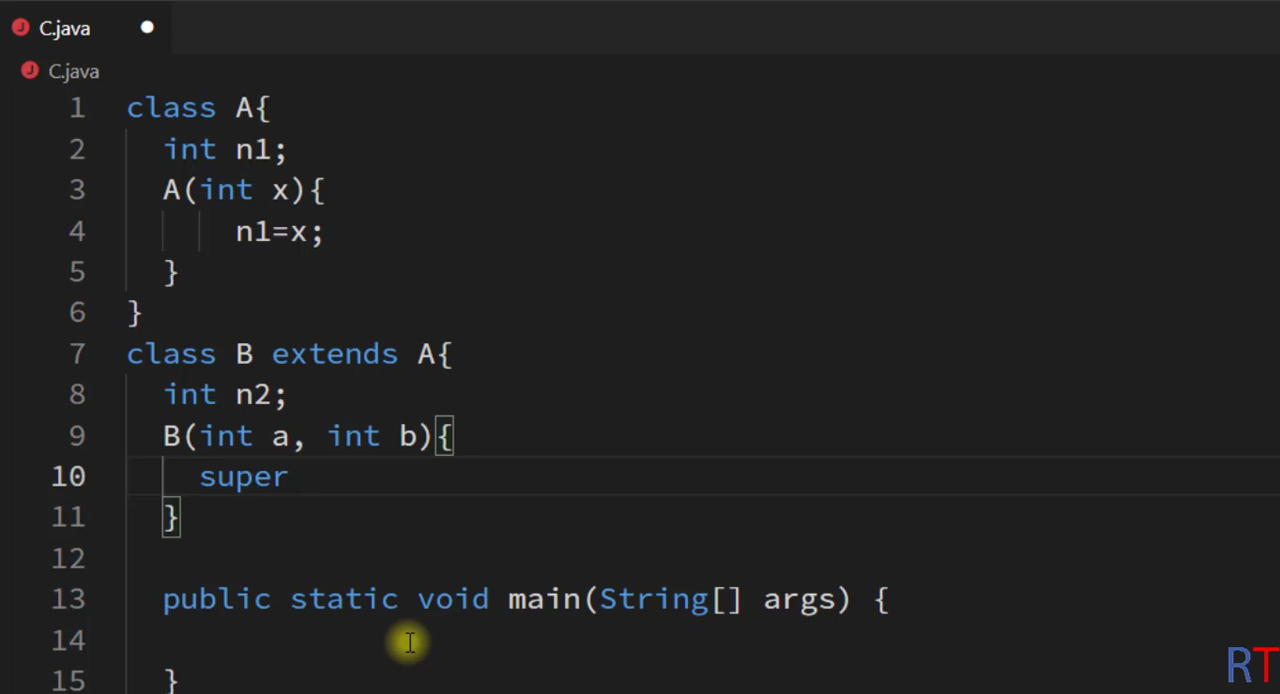 C.java
C.java
1 class A{
2 int n1;
3 A(int x){
4 n1=x;
5 }
6 }
7 class B extends A{
8 int n2;
9 B(int a, int b){
10 super
11 }
12
13 public static void main(String[] args) {
14
15 }
RT